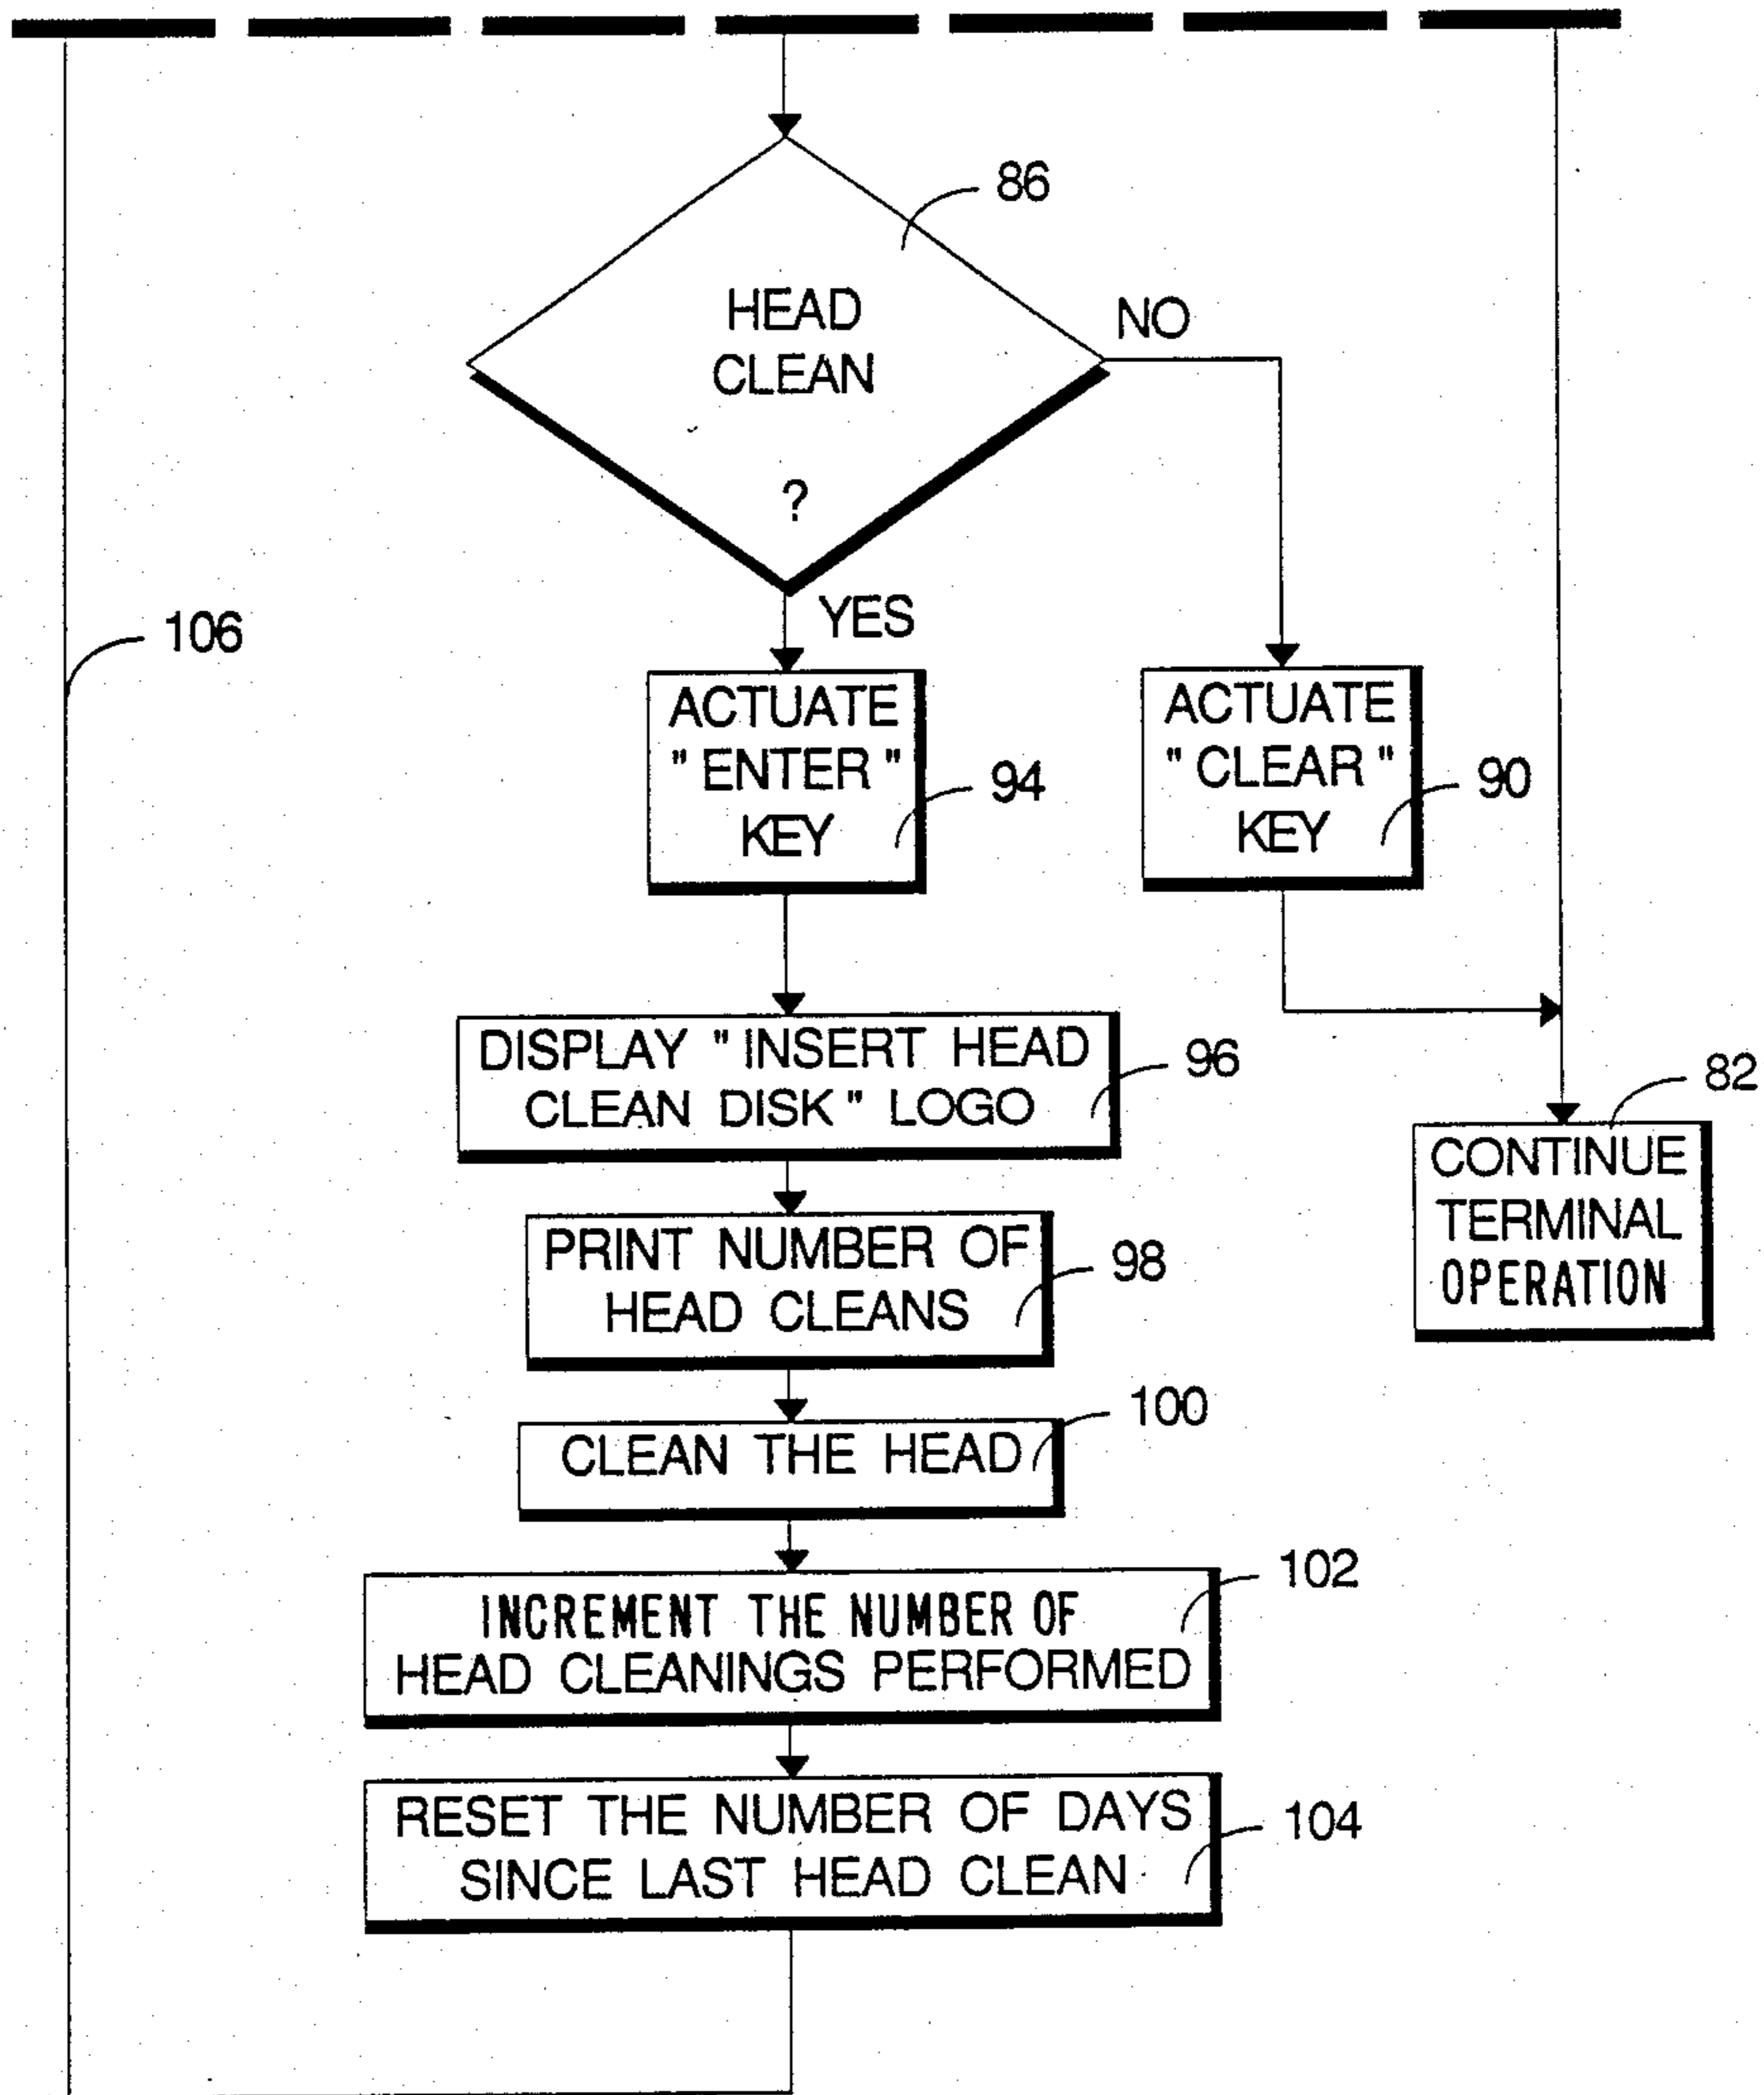 86
HEAD
CLEAN
?
NO
YES
106
ACTUATE
"ENTER"
KEY
94
ACTUATE
"CLEAR"
KEY
90
DISPLAY "INSERT HEAD
CLEAN DISK" LOGO
96
82
CONTINUE
TERMINAL
OPERATION
PRINT NUMBER OF
HEAD CLEANS
98
CLEAN THE HEAD
100
INCREMENT THE NUMBER OF
HEAD CLEANINGS PERFORMED
102
RESET THE NUMBER OF DAYS
SINCE LAST HEAD CLEAN
104